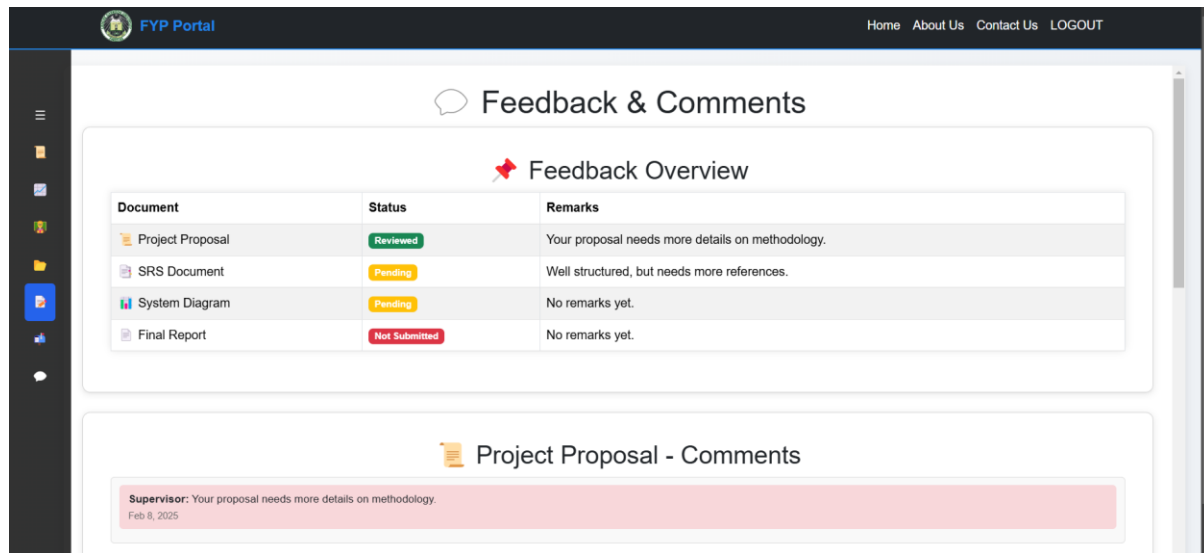 FYP Portal Home About Us Contact Us LOGOUT
Feedback & Comments
Feedback Overview
Document Status Remarks
Project Proposal Reviewed Your proposal needs more details on methodology.
SRS Document Pending Well structured, but needs more references.
System Diagram Pending No remarks yet.
Final Report Not Submitted No remarks yet.
Project Proposal - Comments
Supervisor: Your proposal needs more details on methodology.
Feb 8, 2025